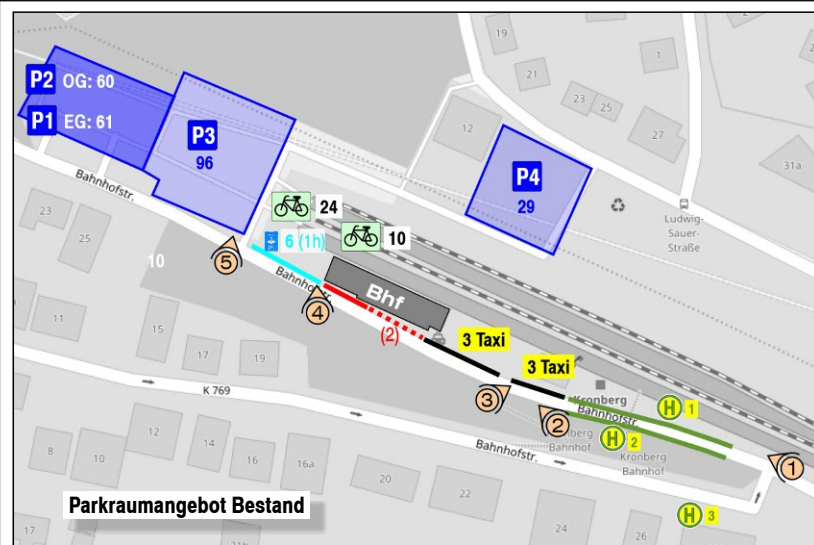 19
1
21
23
25
12
27
31a
P2 OG: 60
P1 EG: 61
P3
96
P4
29
Ludwig-
Sauer-
Straße
Bahnhofstr.
23
25
24
10
6 (1h)
5
10
Bahnhofstr.
Bhf
4
(2)
3 Taxi
3 Taxi
11
15
17
19
K 769
3
2
Kronberg
Bahnhofstr.
H 1
H 2
Kronberg
Bahnhof
1
8
10
12
14
16
16a
20
22
Bahnhofstr.
H 3
24
26
17
Parkraumangebot Bestand